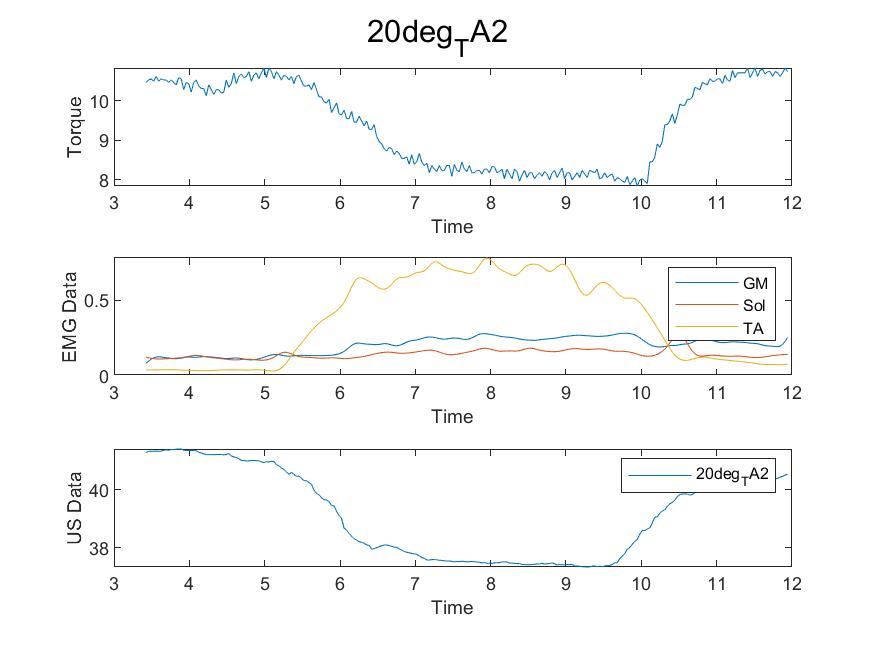 20deg_TA2
Torque
10
9
8
3 4 5 6 7 8 9 10 11 12
Time
EMG Data
0.5
0
GM
Sol
TA
3 4 5 6 7 8 9 10 11 12
Time
US Data
40
38
20deg_TA2
3 4 5 6 7 8 9 10 11 12
Time